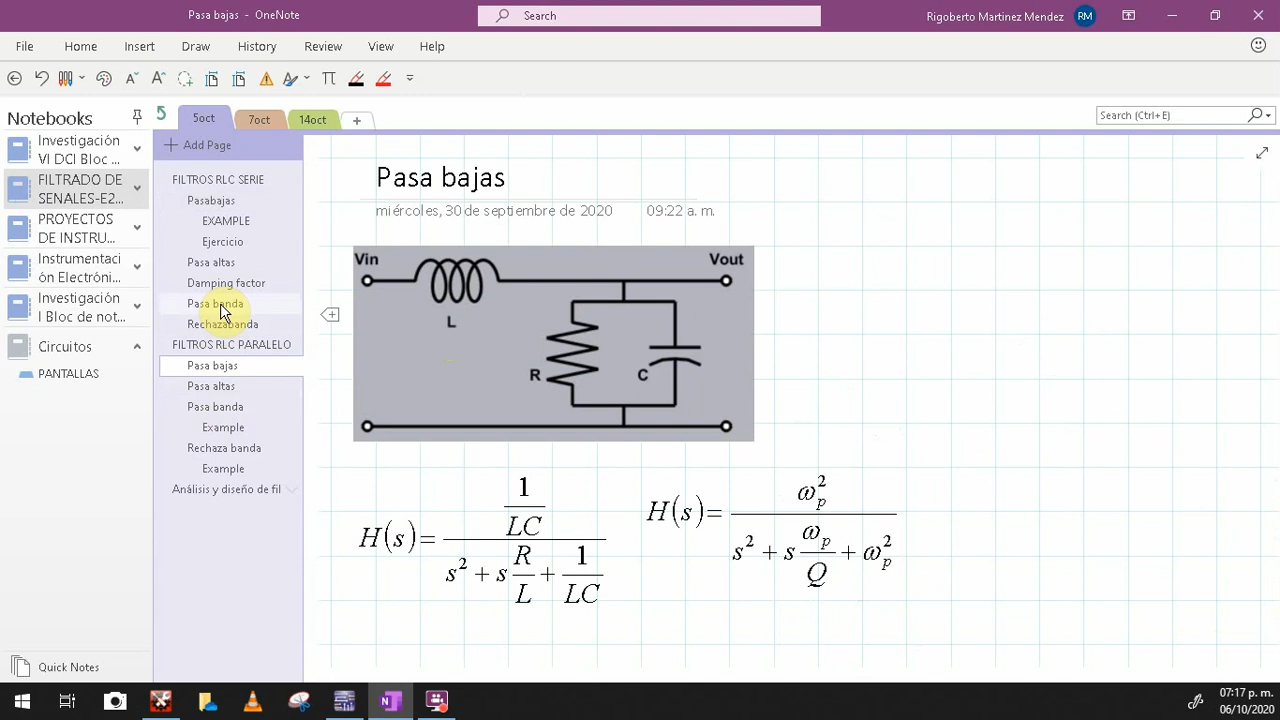 Pasa bajas - OneNote
Search
Rigoberto Martinez Mendez
RM
File Home Insert Draw History Review View Help
Notebooks
5oct 7oct 14oct +
Search (Ctrl+E)
Investigación
VI DCI Bloc ...
FILTRADO DE
SENALES-E2...
PROYECTOS
DE INSTRU...
Instrumentac
ión Electróni...
Investigación
I Bloc de not...
Circuitos
PANTALLAS
Quick Notes
Add Page
FILTROS RLC SERIE
Pasabajas
EXAMPLE
Ejercicio
Pasa altas
Damping factor
Pasa banda
Rechazabanda
FILTROS RLC PARALELO
Pasa bajas
Pasa altas
Pasa banda
Example
Rechaza banda
Example
Análisis y diseño de fil
Pasa bajas
miércoles, 30 de septiembre de 2020 09:22 a. m.
Vin Vout
L
R C
H(s) = (1/LC) / (s² + s R/L + 1/LC)
H(s) = ωp² / (s² + s ωp/Q + ωp²)
07:17 p. m.
06/10/2020